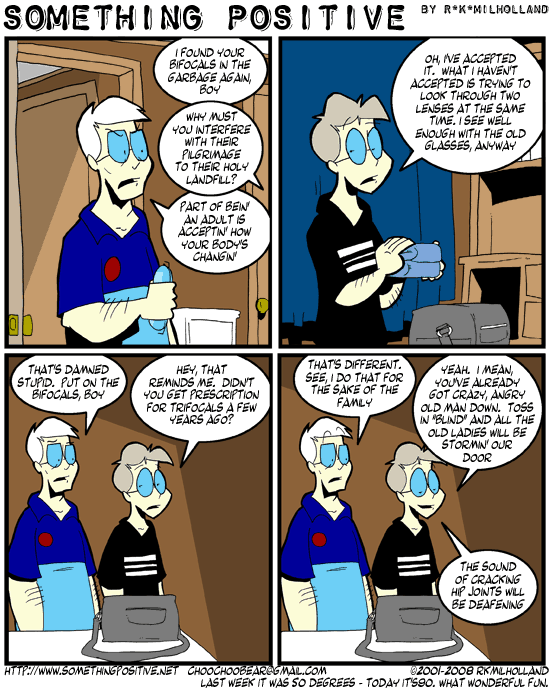 SOMETHING POSITIVE BY R*K*MILHOLLAND
I FOUND YOUR
BIFOCALS IN THE
GARBAGE AGAIN,
BOY
WHY MUST
YOU INTERFERE
WITH THEIR
PILGRIMAGE
TO THEIR HOLY
LANDFILL?
PART OF BEIN'
AN ADULT IS
ACCEPTIN' HOW
YOUR BODY'S
CHANGIN'
OH, I'VE ACCEPTED
IT. WHAT I HAVEN'T
ACCEPTED IS TRYING TO
LOOK THROUGH TWO
LENSES AT THE SAME
TIME. I SEE WELL
ENOUGH WITH THE OLD
GLASSES, ANYWAY
THAT'S DAMNED
STUPID. PUT ON THE
BIFOCALS, BOY
HEY, THAT
REMINDS ME. DIDN'T
YOU GET PRESCRIPTION
FOR TRIFOCALS A FEW
YEARS AGO?
THAT'S DIFFERENT.
SEE, I DO THAT FOR
THE SAKE OF THE
FAMILY
YEAH. I MEAN,
YOU'VE ALREADY
GOT CRAZY, ANGRY
OLD MAN DOWN. TOSS
IN "BLIND" AND ALL THE
OLD LADIES WILL BE
STORMIN' OUR
DOOR
THE SOUND
OF CRACKING
HIP JOINTS WILL
BE DEAFENING
HTTP://WWW.SOMETHINGPOSITIVE.NET CHOOCHOOBEAR@GMAIL.COM ©2001-2008 RKMILHOLLAND
LAST WEEK IT WAS 50 DEGREES - TODAY IT'S80. WHAT WONDERFUL FUN.